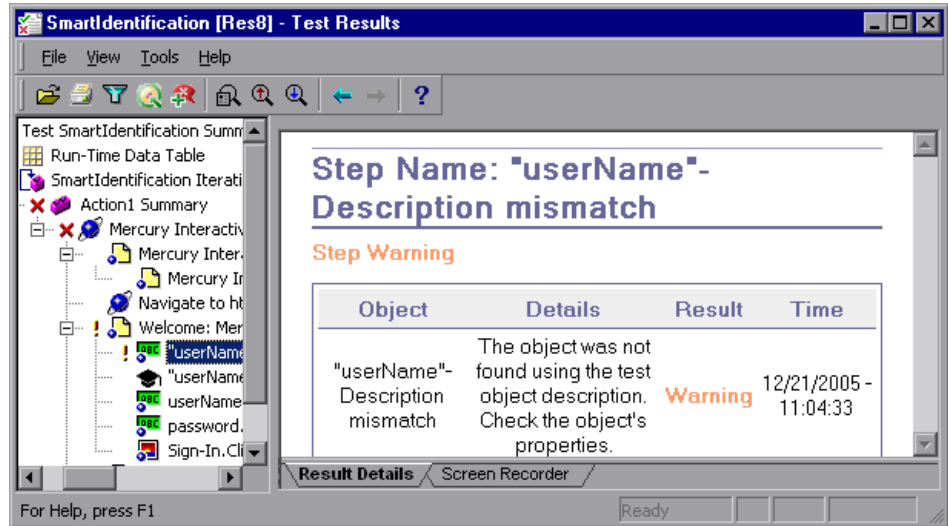 SmartIdentification [Res8] - Test Results
File View Tools Help
Test SmartIdentification Summ
Run-Time Data Table
SmartIdentification Iterati
Action1 Summary
Mercury Interactiv
Mercury Inter
Mercury Ir
Navigate to ht
Welcome: Mer
"userName
"userName
userName
password.
Sign-In.Cli
Step Name: "userName"-
Description mismatch
Step Warning
Object Details Result Time
"userName"-
Description
mismatch
The object was not
found using the test
object description.
Check the object's
properties.
Warning
12/21/2005 -
11:04:33
Result Details Screen Recorder
For Help, press F1
Ready